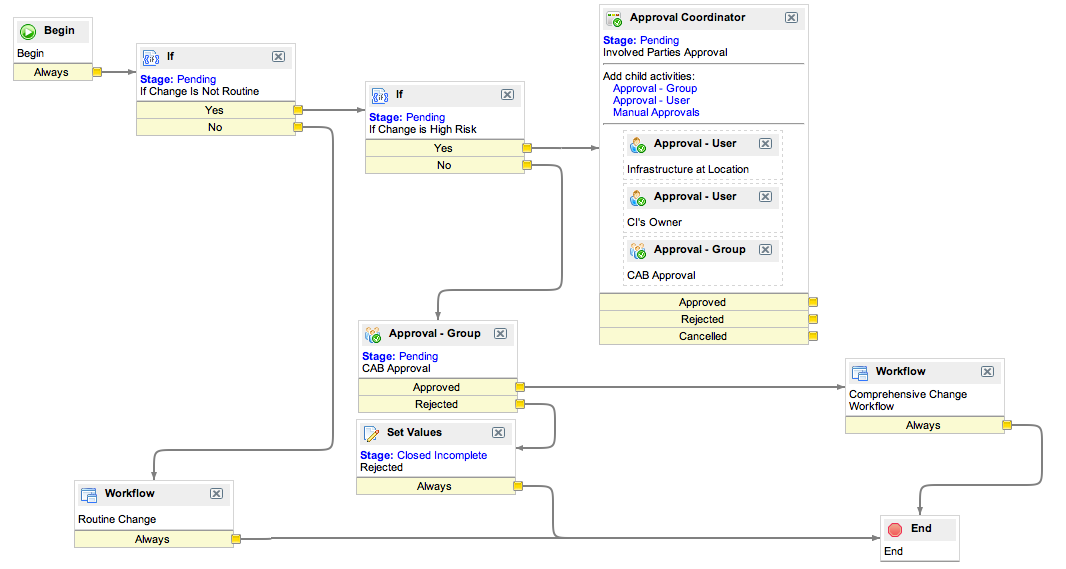 Begin
Begin
Always
If
Stage: Pending
If Change Is Not Routine
Yes
No
If
Stage: Pending
If Change is High Risk
Yes
No
Approval Coordinator
Stage: Pending
Involved Parties Approval
Add child activities:
Approval - Group
Approval - User
Manual Approvals
Approval - User
Infrastructure at Location
Approval - User
CI's Owner
Approval - Group
CAB Approval
Approved
Rejected
Cancelled
Approval - Group
Stage: Pending
CAB Approval
Approved
Rejected
Set Values
Stage: Closed Incomplete
Rejected
Always
Workflow
Comprehensive Change
Workflow
Always
Workflow
Routine Change
Always
End
End